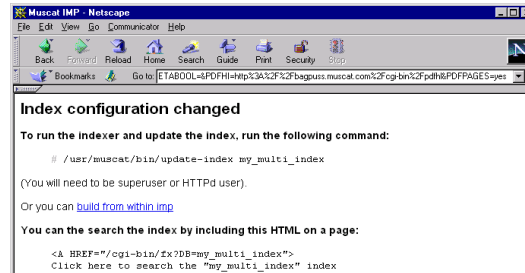 Muscat IMP - Netscape
File Edit View Go Communicator Help
Back Forward Reload Home Search Guide Print Security Stop
Bookmarks Go to: ETABOOL=&PDFHI=http%3A%2F%2Fbagpuss.muscat.com%2Fcgi-bin%2Fpdfh&PDFPAGES=yes
N
Index configuration changed
To run the indexer and update the index, run the following command:
# /usr/muscat/bin/update-index my_multi_index
(You will need to be superuser or HTTPd user).
Or you can build from within imp
You can the search the index by including this HTML on a page:
<A HREF="/cgi-bin/fx?DB=my_multi_index">
Click here to search the "my_multi_index" index